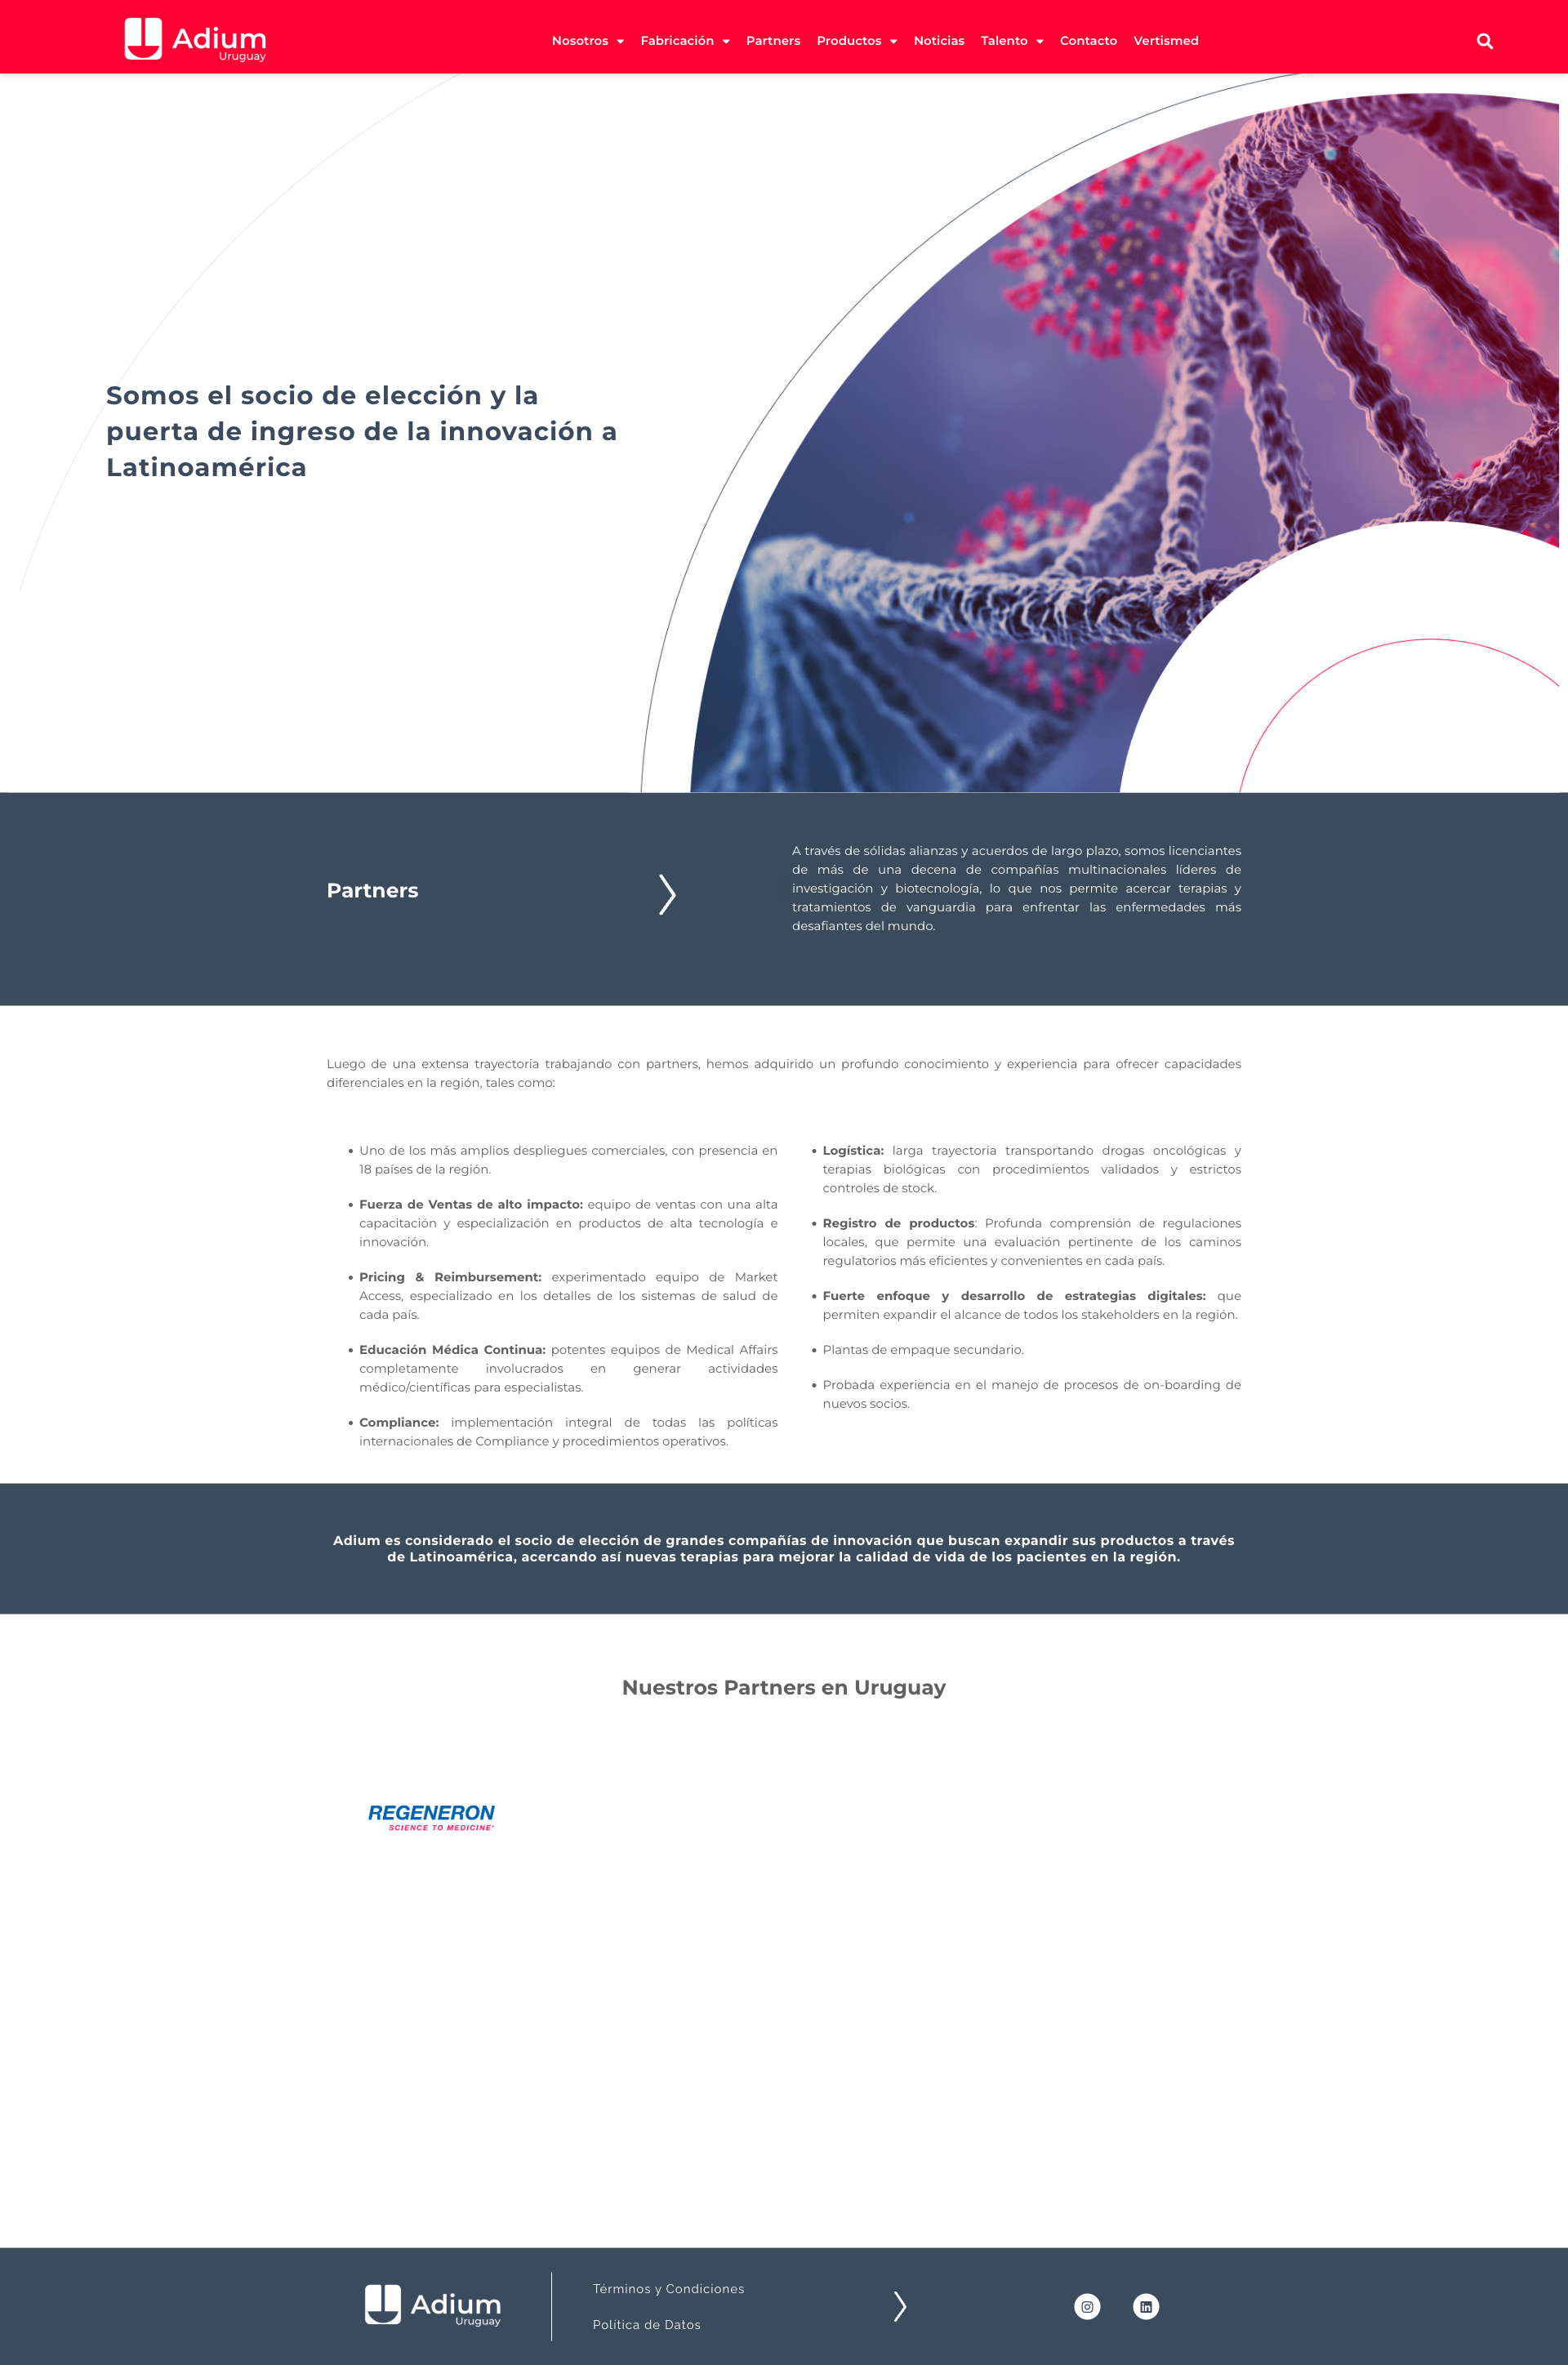 Adium
Uruguay
Nosotros
Fabricación
Partners
Productos
Noticias
Talento
Contacto
Vertismed
Somos el socio de elección y la
puerta de ingreso de la innovación a
Latinoamérica
Partners
A través de sólidas alianzas y acuerdos de largo plazo, somos licenciantes
de más de una decena de compañías multinacionales líderes de
investigación y biotecnología, lo que nos permite acercar terapias y
tratamientos de vanguardia para enfrentar las enfermedades más
desafiantes del mundo.
Luego de una extensa trayectoria trabajando con partners, hemos adquirido un profundo conocimiento y experiencia para ofrecer capacidades
diferenciales en la región, tales como:
• Uno de los más amplios despliegues comerciales, con presencia en
18 países de la región.
• Fuerza de Ventas de alto impacto: equipo de ventas con una alta
capacitación y especialización en productos de alta tecnología e
innovación.
• Pricing & Reimbursement: experimentado equipo de Market
Access, especializado en los detalles de los sistemas de salud de
cada país.
• Educación Médica Continua: potentes equipos de Medical Affairs
completamente involucrados en generar actividades
médico/científicas para especialistas.
• Compliance: implementación integral de todas las políticas
internacionales de Compliance y procedimientos operativos.
• Logística: larga trayectoria transportando drogas oncológicas y
terapias biológicas con procedimientos validados y estrictos
controles de stock.
• Registro de productos: Profunda comprensión de regulaciones
locales, que permite una evaluación pertinente de los caminos
regulatorios más eficientes y convenientes en cada país.
• Fuerte enfoque y desarrollo de estrategias digitales: que
permiten expandir el alcance de todos los stakeholders en la región.
• Plantas de empaque secundario.
• Probada experiencia en el manejo de procesos de on-boarding de
nuevos socios.
Adium es considerado el socio de elección de grandes compañías de innovación que buscan expandir sus productos a través
de Latinoamérica, acercando así nuevas terapias para mejorar la calidad de vida de los pacientes en la región.
Nuestros Partners en Uruguay
REGENERON
SCIENCE TO MEDICINE®
Adium
Uruguay
Términos y Condiciones
Política de Datos